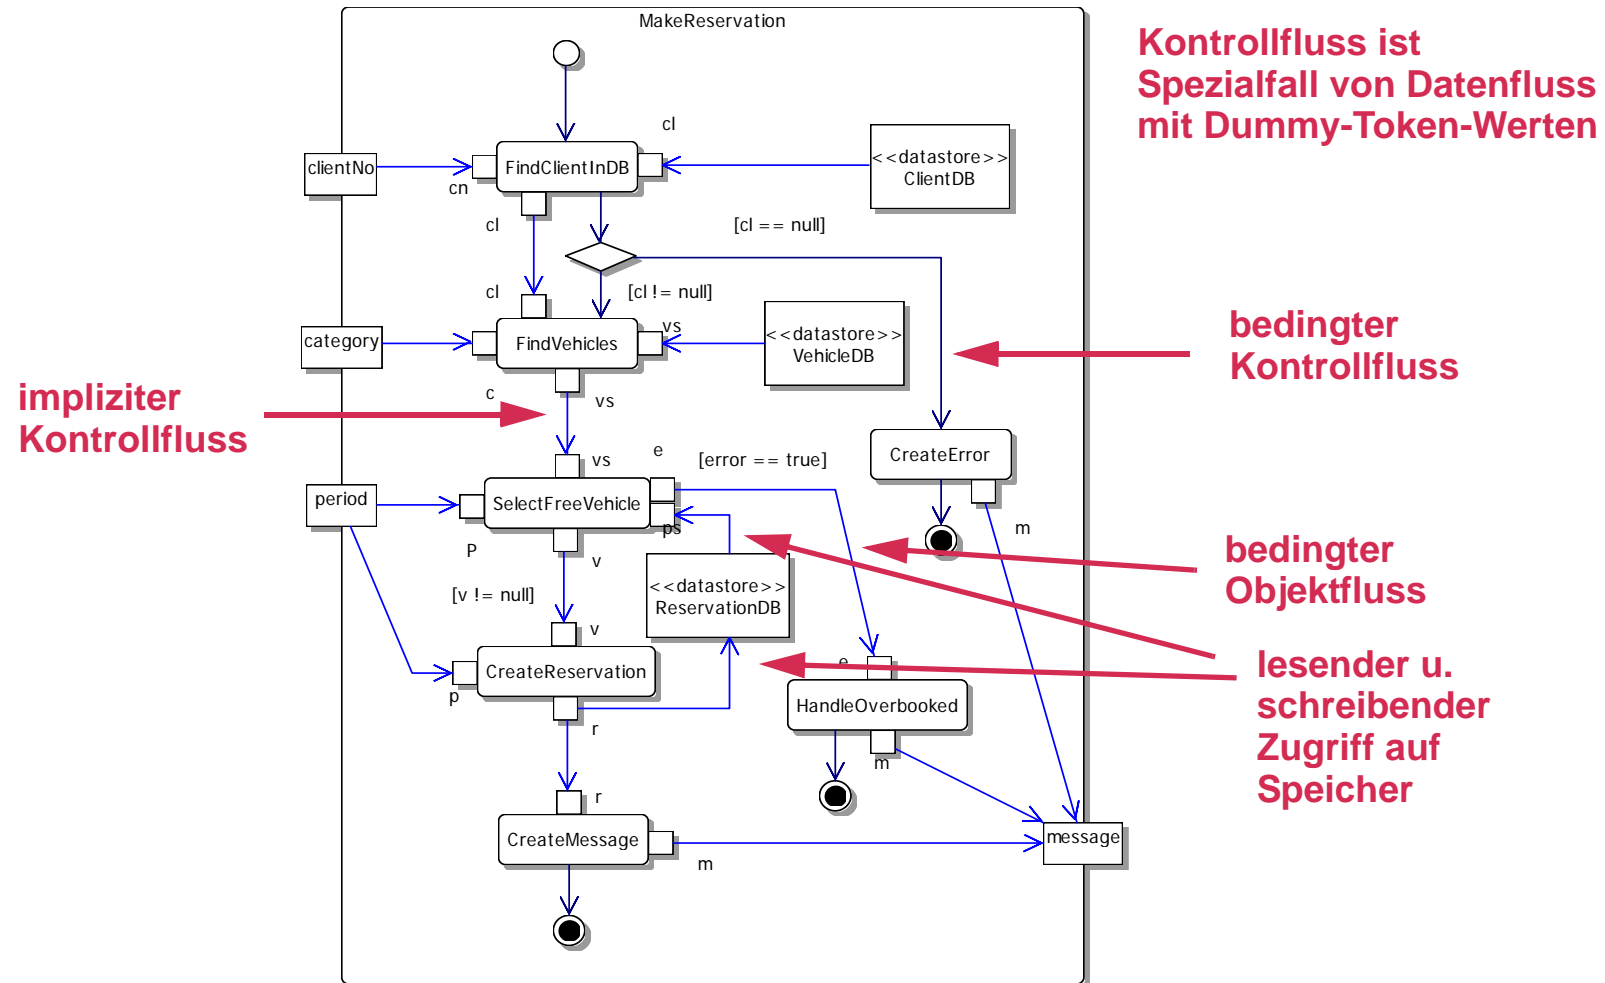 MakeReservation
Kontrollfluss ist
Spezialfall von Datenfluss
mit Dummy-Token-Werten
cl
clientNo
cn
FindClientInDB
<<datastore>>
ClientDB
cl
[cl == null]
cl
[cl != null]
category
FindVehicles
vs
<<datastore>>
VehicleDB
bedingter
Kontrollfluss
impliziter
Kontrollfluss
c
vs
vs
e
[error == true]
CreateError
period
SelectFreeVehicle
ps
P
v
m
[v != null]
<<datastore>>
ReservationDB
bedingter
Objektfluss
v
CreateReservation
p
r
e
HandleOverbooked
m
lesender u.
schreibender
Zugriff auf
Speicher
r
CreateMessage
m
message